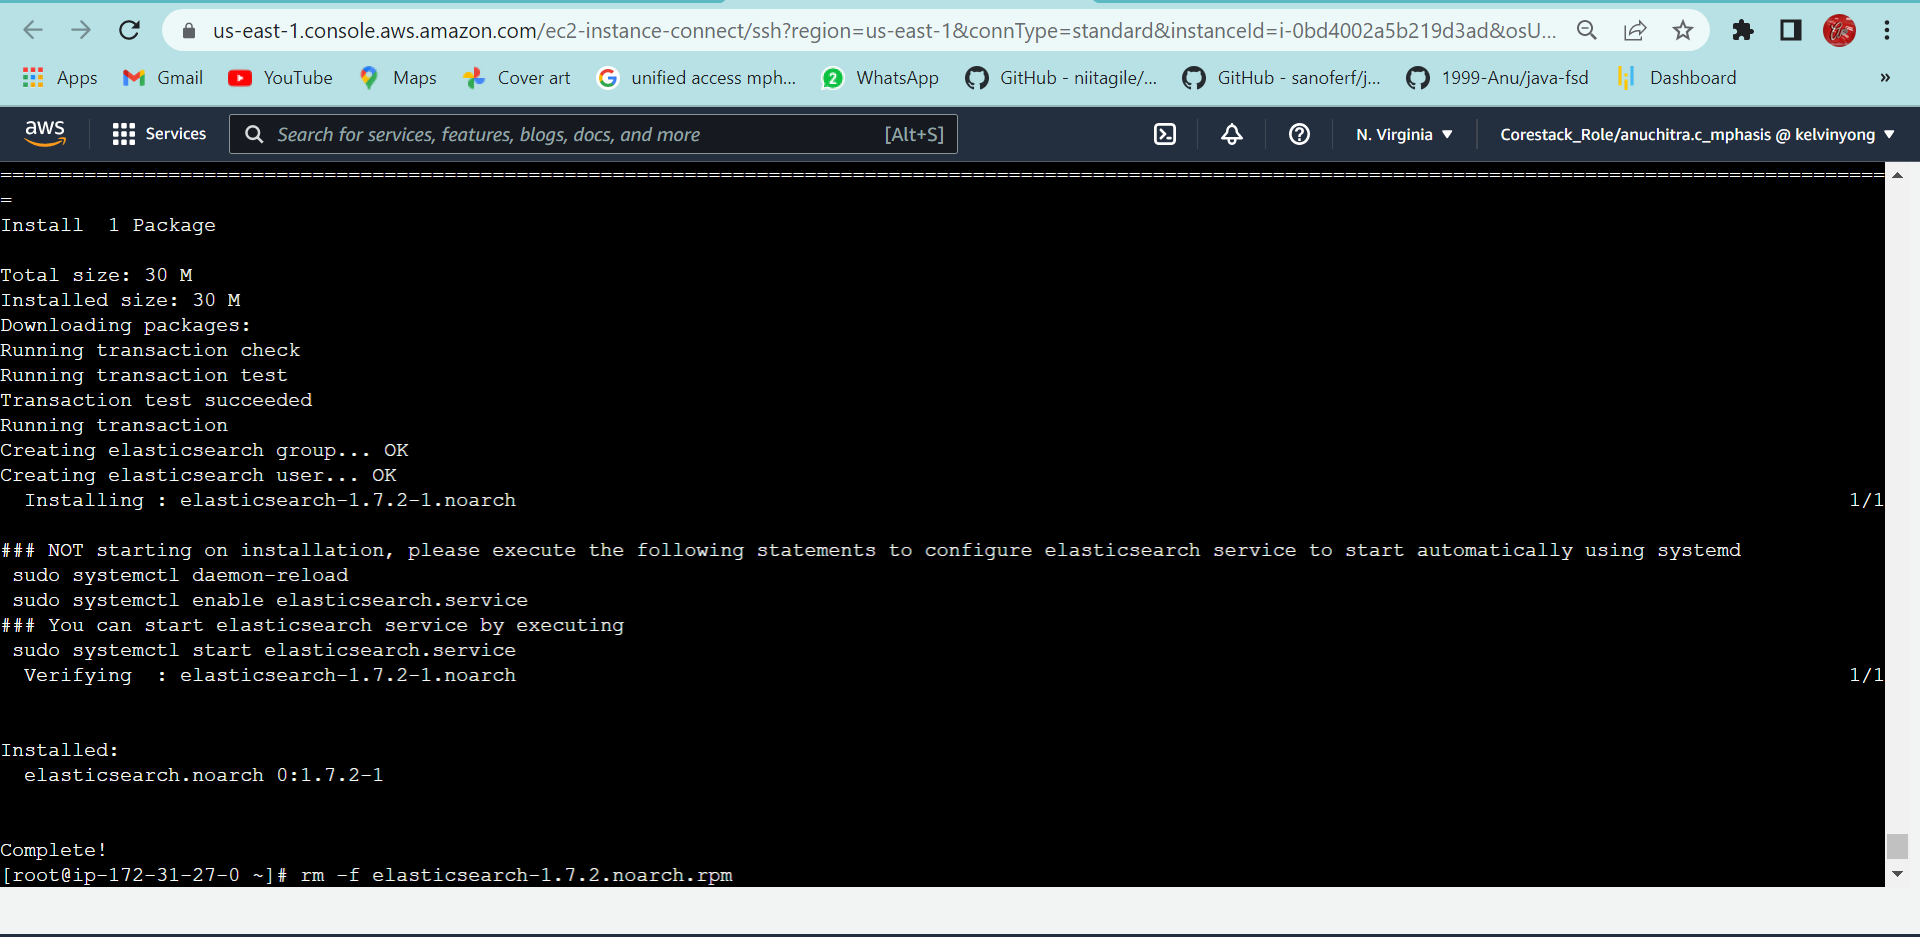 us-east-1.console.aws.amazon.com/ec2-instance-connect/ssh?region=us-east-1&connType=standard&instanceId=i-0bd4002a5b219d3ad&osU...
Apps Gmail YouTube Maps Cover art unified access mph... 2 WhatsApp GitHub - niitagile/... GitHub - sanoferf/j... 1999-Anu/java-fsd Dashboard »
aws Services Search for services, features, blogs, docs, and more [Alt+S] N. Virginia ▼ Corestack_Role/anuchitra.c_mphasis @ kelvinyong ▼
=============================================================================================================================================================
=
Install  1 Package
Total size: 30 M
Installed size: 30 M
Downloading packages:
Running transaction check
Running transaction test
Transaction test succeeded
Running transaction
Creating elasticsearch group... OK
Creating elasticsearch user... OK
  Installing : elasticsearch-1.7.2-1.noarch 1/1
### NOT starting on installation, please execute the following statements to configure elasticsearch service to start automatically using systemd
 sudo systemctl daemon-reload
 sudo systemctl enable elasticsearch.service
### You can start elasticsearch service by executing
 sudo systemctl start elasticsearch.service
  Verifying  : elasticsearch-1.7.2-1.noarch 1/1
Installed:
  elasticsearch.noarch 0:1.7.2-1
Complete!
[root@ip-172-31-27-0 ~]# rm -f elasticsearch-1.7.2.noarch.rpm